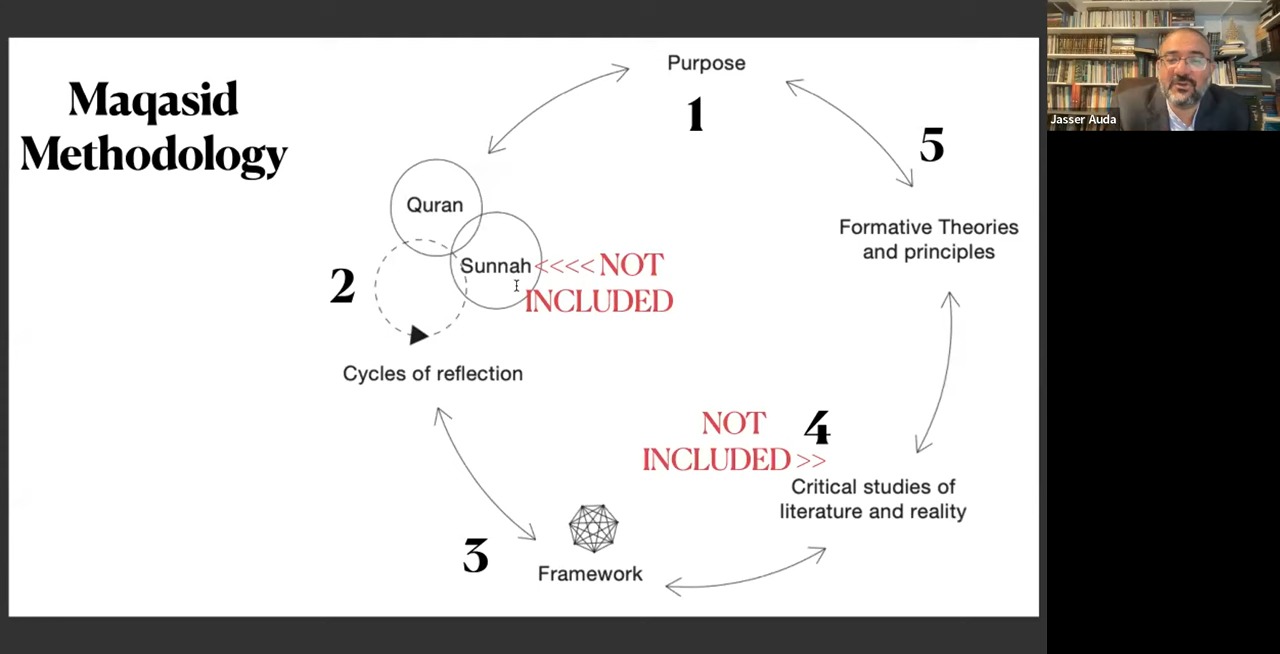 Maqasid
Methodology
Purpose
1
5
Jasser Auda
Quran
Formative Theories
and principles
Sunnah <<<< NOT
INCLUDED
2
Cycles of reflection
NOT
INCLUDED >>
4
Critical studies of
literature and reality
3
Framework